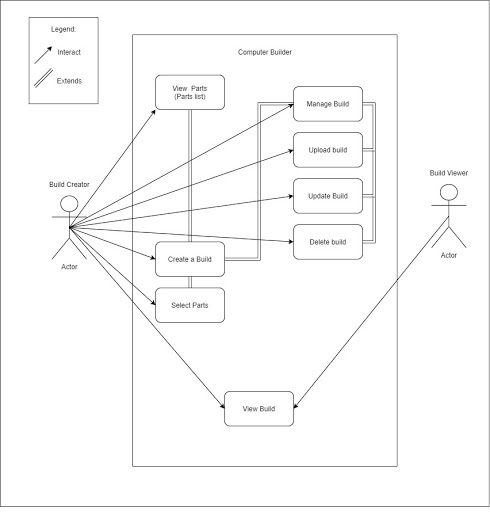 Legend:
Interact
Extends
Computer Builder
View Parts
(Parts list)
Manage Build
Upload build
Update Build
Delete build
Build Creator
Actor
Build Viewer
Actor
Create a Build
Select Parts
View Build